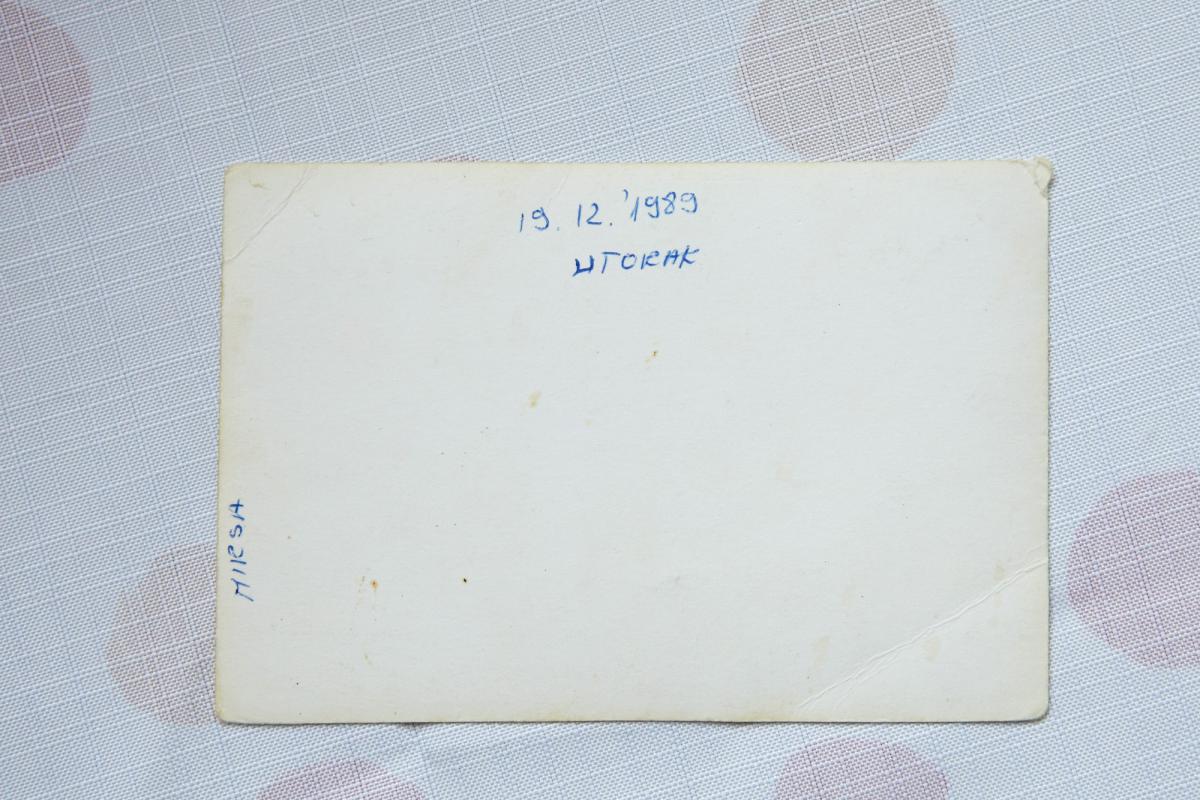 19. 12. '1989
UTORAK
MIRSA